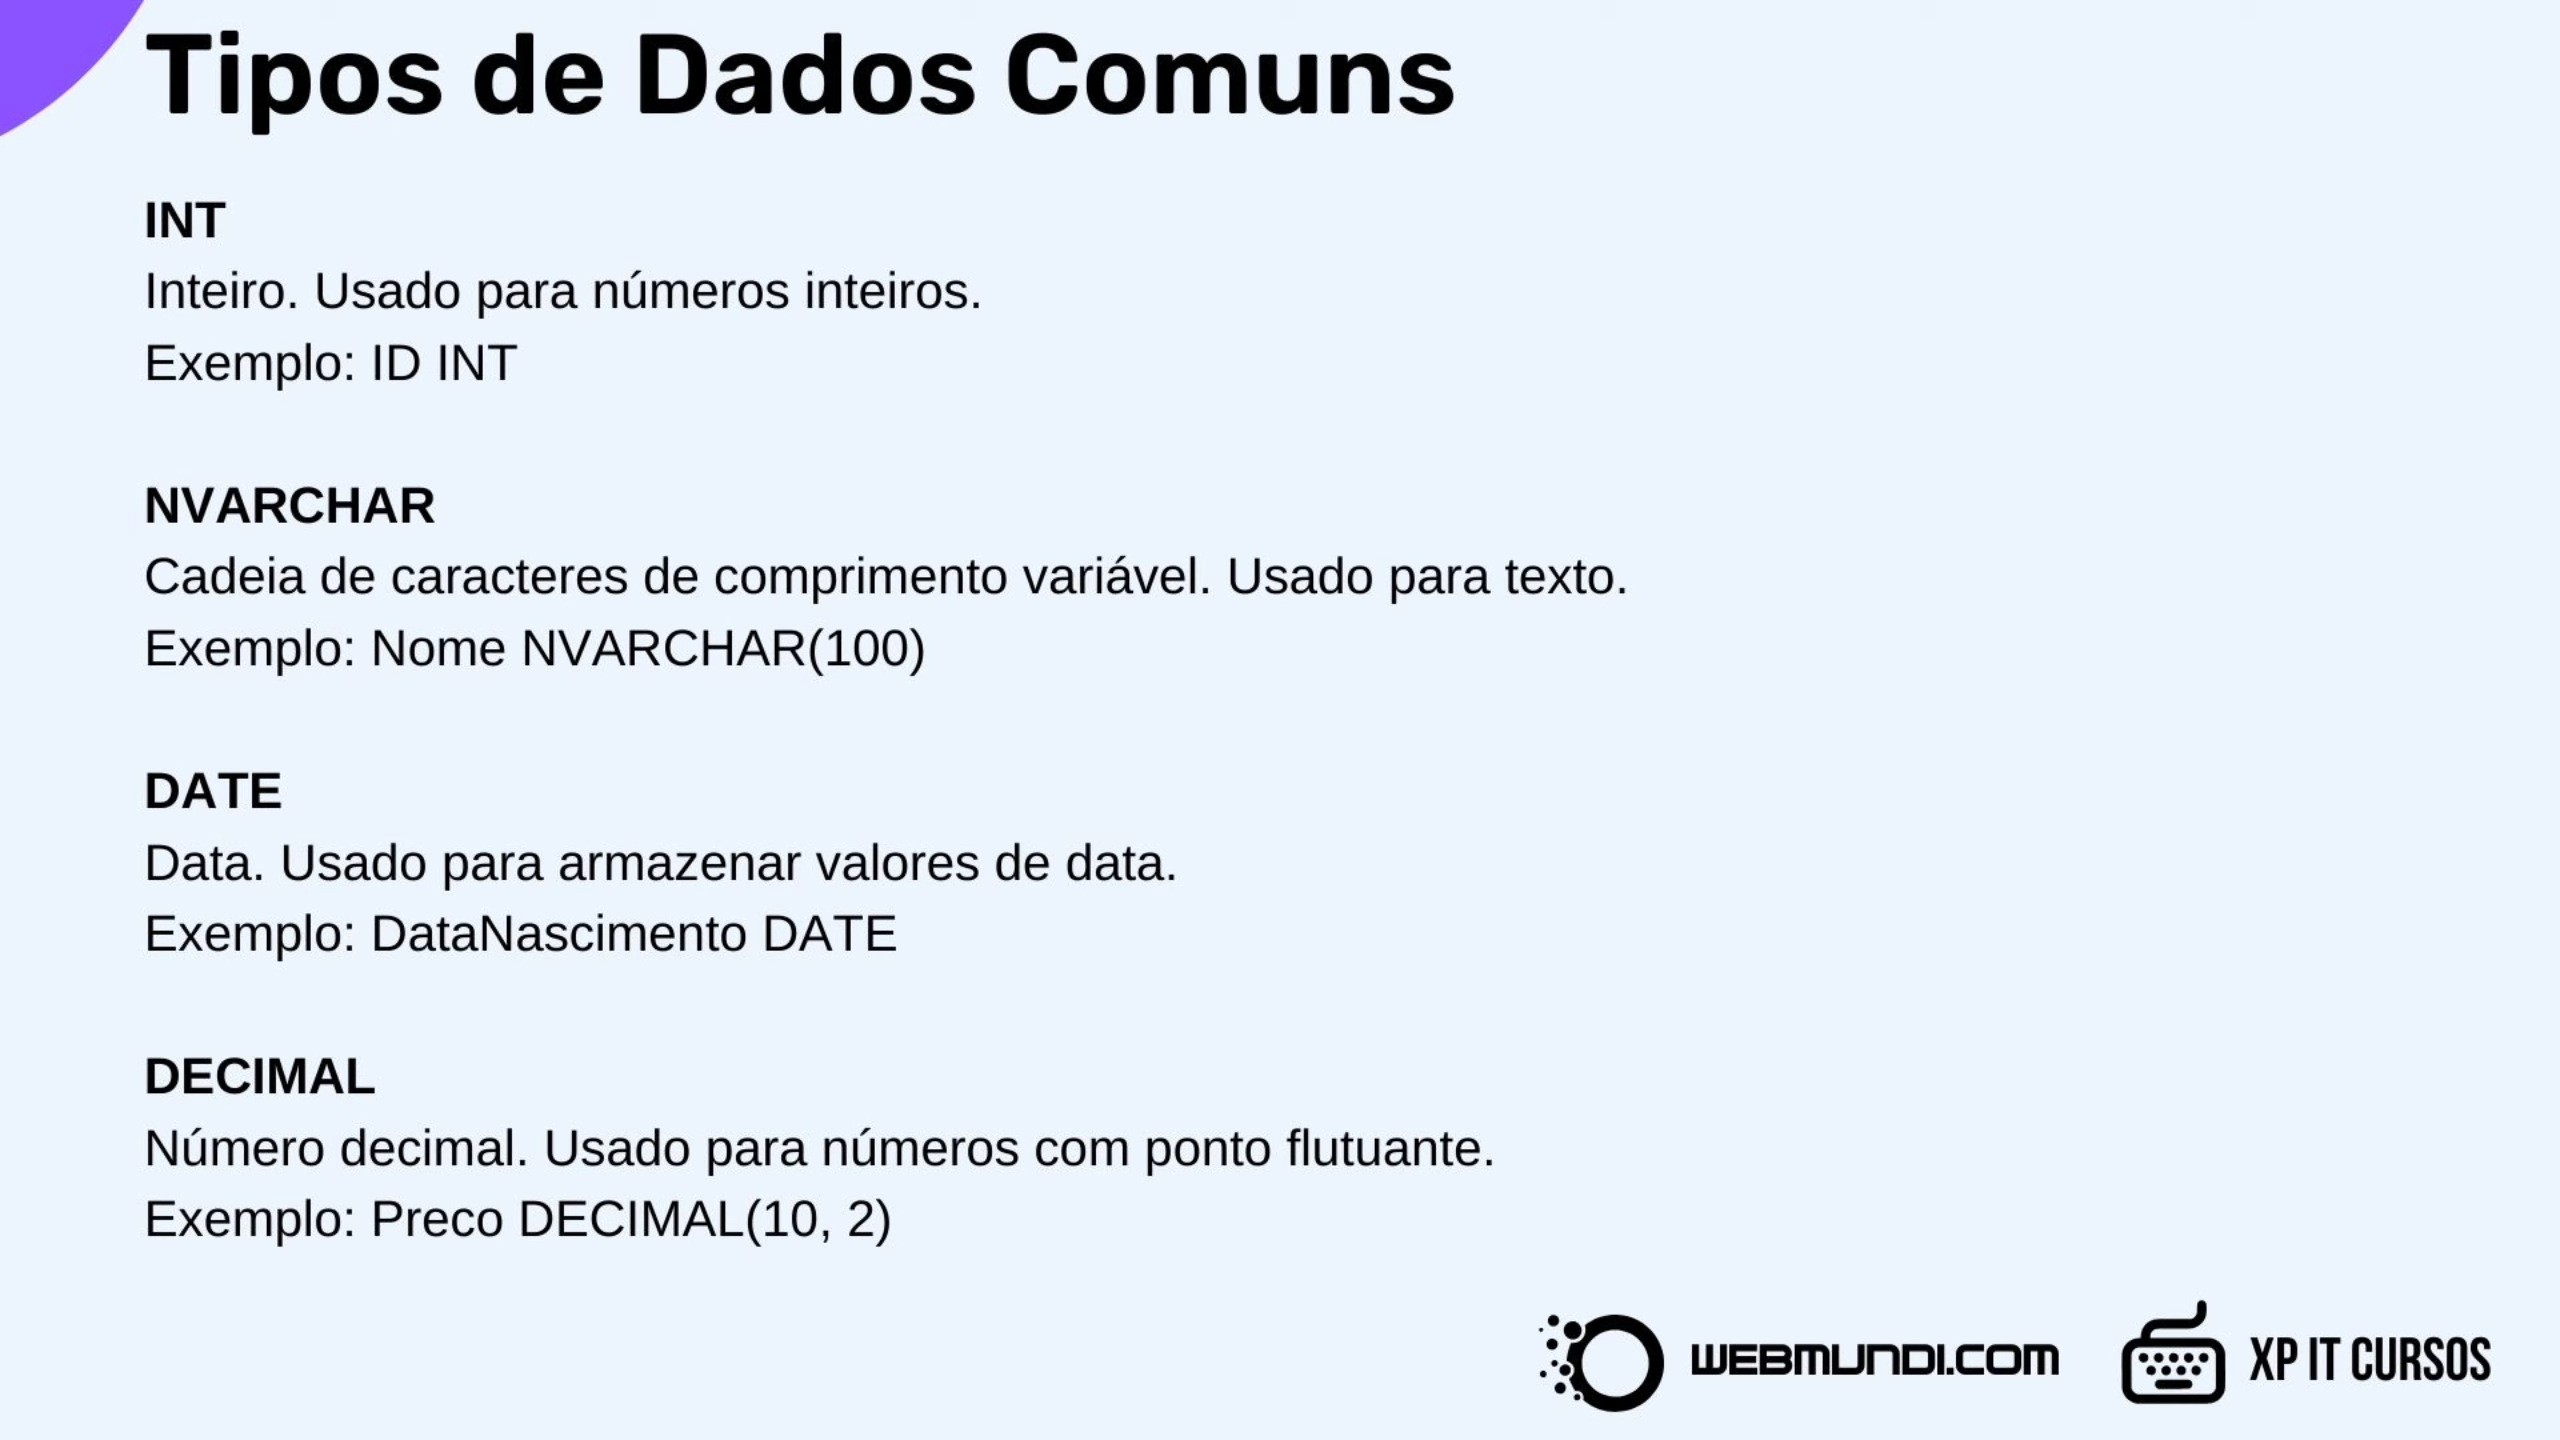 Tipos de Dados Comuns
INT
Inteiro. Usado para números inteiros.
Exemplo: ID INT
NVARCHAR
Cadeia de caracteres de comprimento variável. Usado para texto.
Exemplo: Nome NVARCHAR(100)
DATE
Data. Usado para armazenar valores de data.
Exemplo: DataNascimento DATE
DECIMAL
Número decimal. Usado para números com ponto flutuante.
Exemplo: Preco DECIMAL(10, 2)
WEBMUNDI.COM
XP IT CURSOS